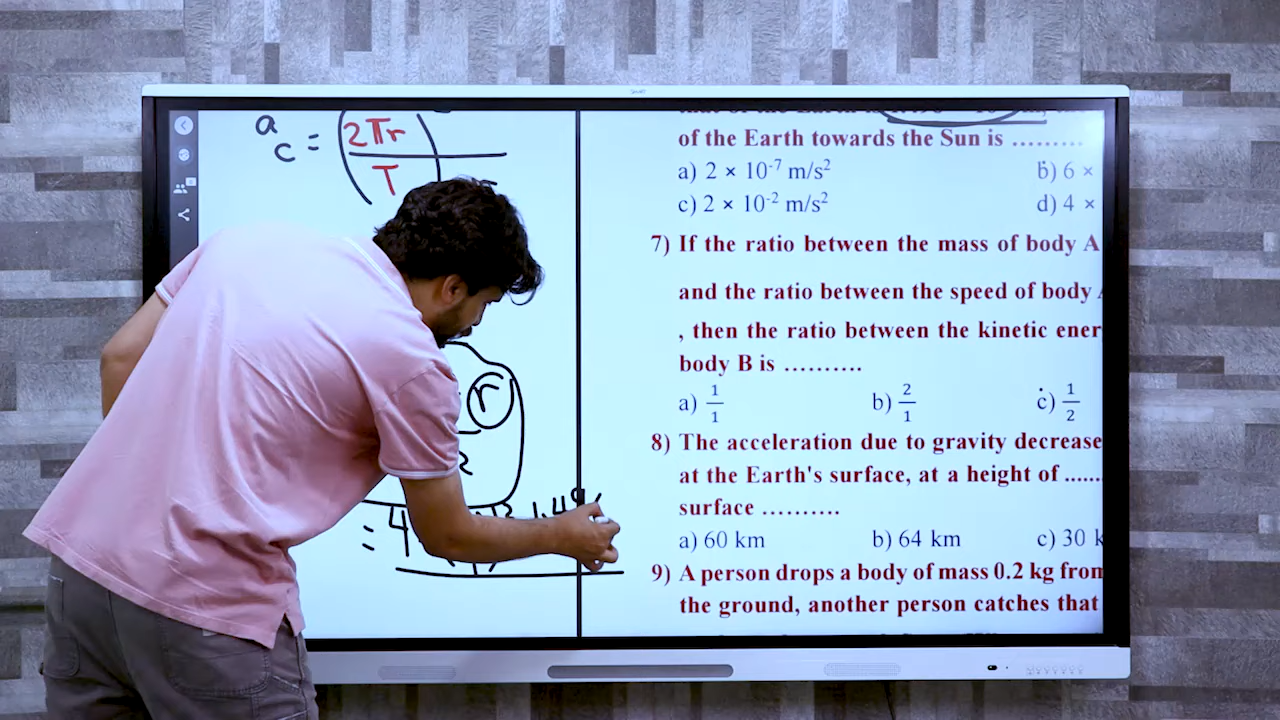 a
c = 2πr
T
r
2
= 4
1.49
of the Earth towards the Sun is .........
a) 2 × 10-7 m/s2
b) 6 ×
c) 2 × 10-2 m/s2
d) 4 ×
7) If the ratio between the mass of body A
and the ratio between the speed of body
, then the ratio between the kinetic ener
body B is ..........
a) 1/1
b) 2/1
c) 1/2
8) The acceleration due to gravity decrease
at the Earth's surface, at a height of ......
surface ..........
a) 60 km
b) 64 km
c) 30 k
9) A person drops a body of mass 0.2 kg from
the ground, another person catches that